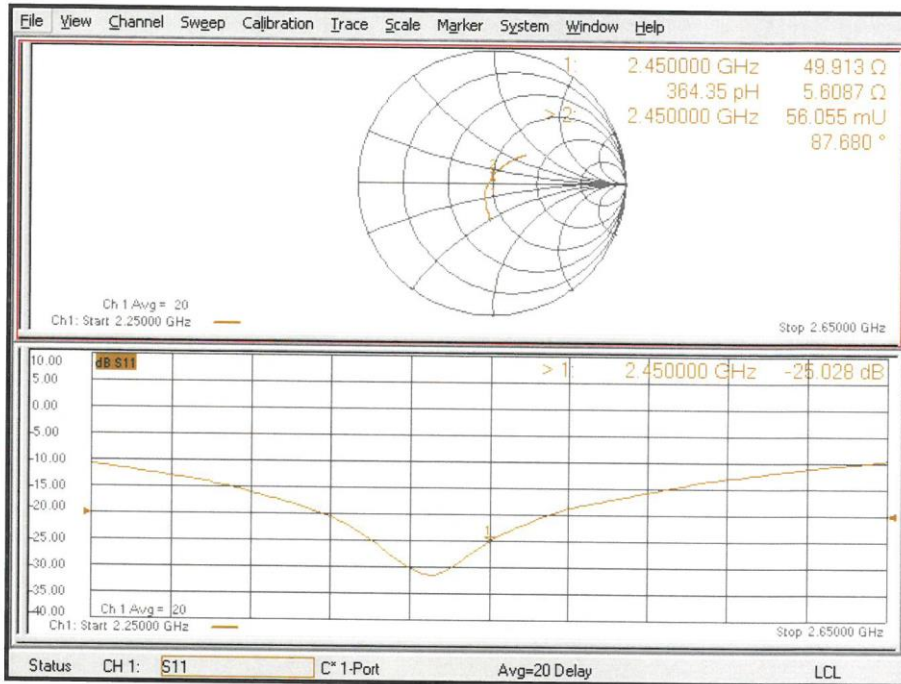 File View Channel Sweep Calibration Trace Scale Marker System Window Help
1: 2.450000 GHz 49.913 Ω
364.35 pH 5.6087 Ω
> 2: 2.450000 GHz 56.055 mU
87.680 °
Ch 1 Avg = 20
Ch1: Start 2.25000 GHz
Stop 2.65000 GHz
dB S11
> 1: 2.450000 GHz -25.028 dB
10.00
5.00
0.00
-5.00
-10.00
-15.00
-20.00
-25.00
-30.00
-35.00
-40.00
1
Ch 1 Avg = 20
Ch1: Start 2.25000 GHz
Stop 2.65000 GHz
Status CH 1: S11 C* 1-Port Avg=20 Delay LCL